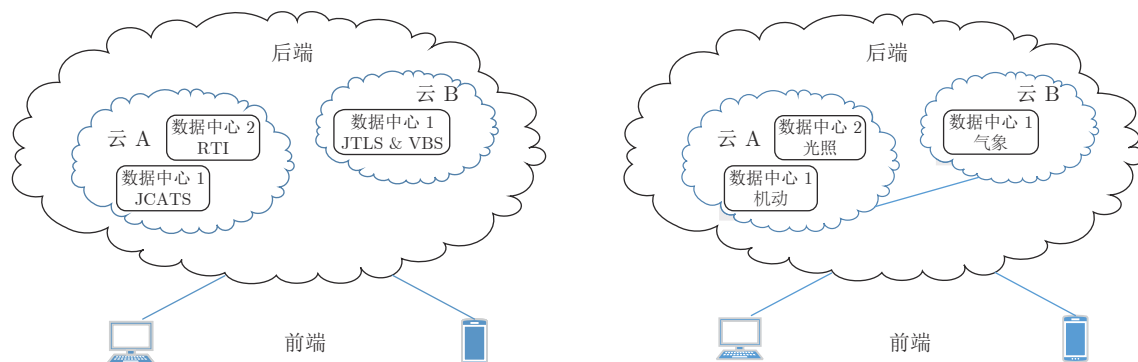 后端
云 B
数据中心 1
JTLS & VBS
云 A
数据中心 2
RTI
数据中心 1
JCATS
前端
后端
云 B
数据中心 1
气象
云 A
数据中心 2
光照
数据中心 1
机动
前端